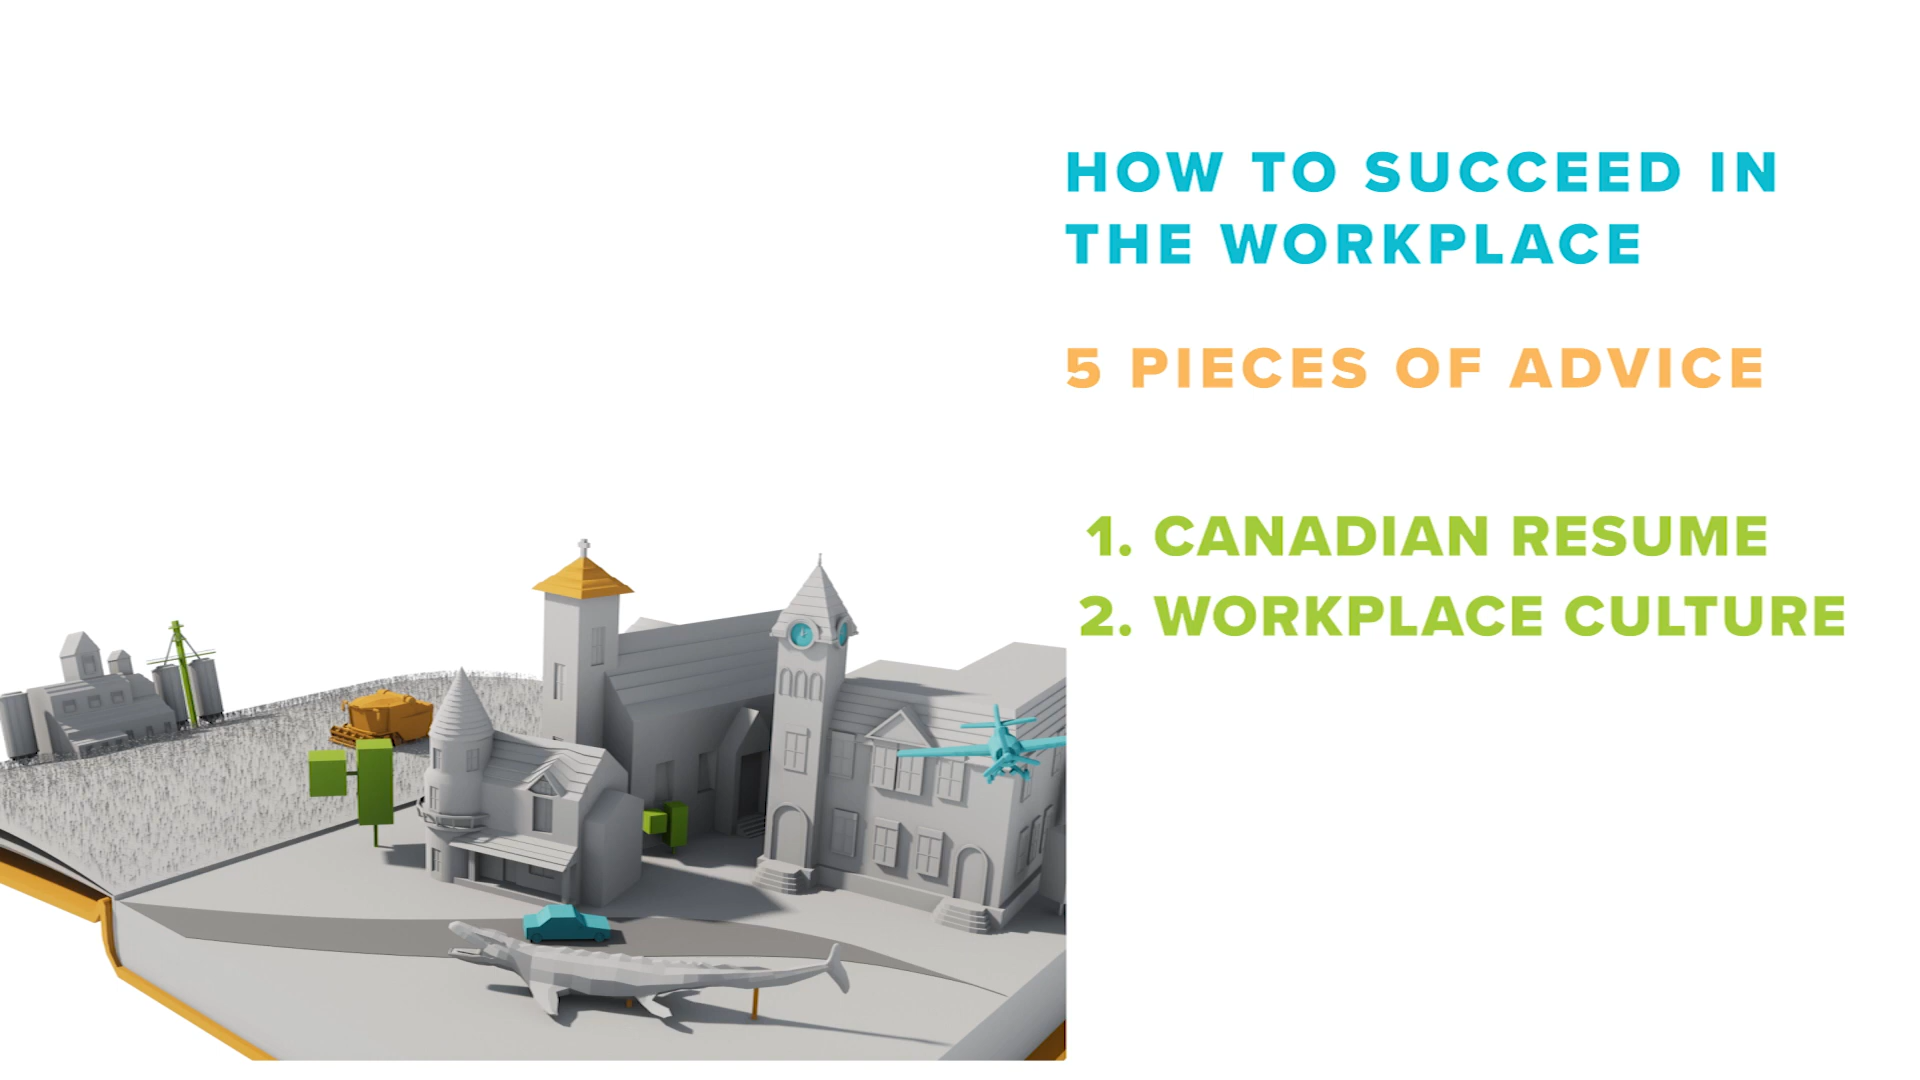 HOW TO SUCCEED IN
THE WORKPLACE
5 PIECES OF ADVICE
1. CANADIAN RESUME
2. WORKPLACE CULTURE